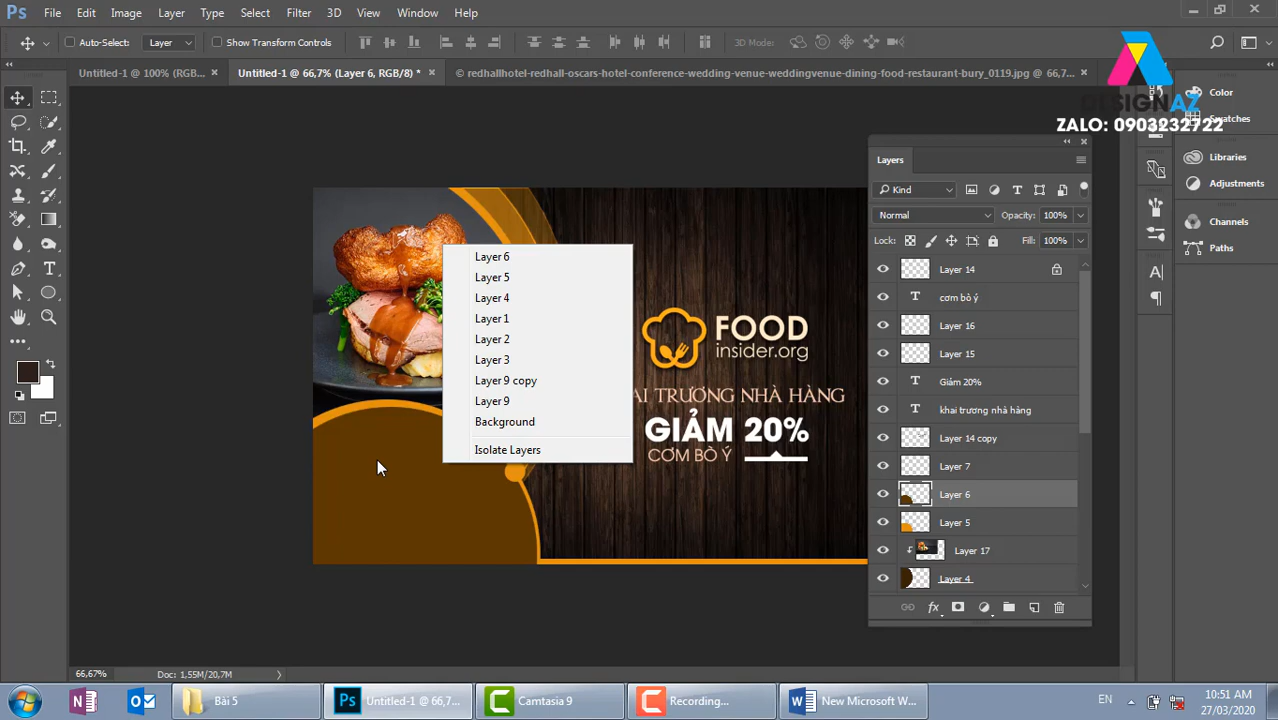 Ps File Edit Image Layer Type Select Filter 3D View Window Help
Auto-Select: Layer Show Transform Controls 3D Mode:
Untitled-1 @ 100% (RGB... × Untitled-1 @ 66,7% (Layer 6, RGB/8) * × © redhallhotel-redhall-oscars-hotel-conference-wedding-venue-weddingvenue-dining-food-restaurant-bury_0119.jpg @ 66,7... ×
DESIGNAZ
ZALO: 0903232722
Color
Swatches
Libraries
Adjustments
Channels
Paths
Layer 6
Layer 5
Layer 4
Layer 1
Layer 2
Layer 3
Layer 9 copy
Layer 9
Background
Isolate Layers
FOOD
insider.org
AI TRƯƠNG NHÀ HÀNG
GIẢM 20%
CƠM BÒ Ý
Layers
Kind
Normal Opacity: 100%
Lock: Fill: 100%
Layer 14
cơm bò ý
Layer 16
Layer 15
Giảm 20%
khai trương nhà hàng
Layer 14 copy
Layer 7
Layer 6
Layer 5
Layer 17
Layer 4
66,67% Doc: 1,55M/20,7M
Bài 5 Untitled-1 @ 66,7... Camtasia 9 Recording... New Microsoft W... EN 10:51 AM
27/03/2020